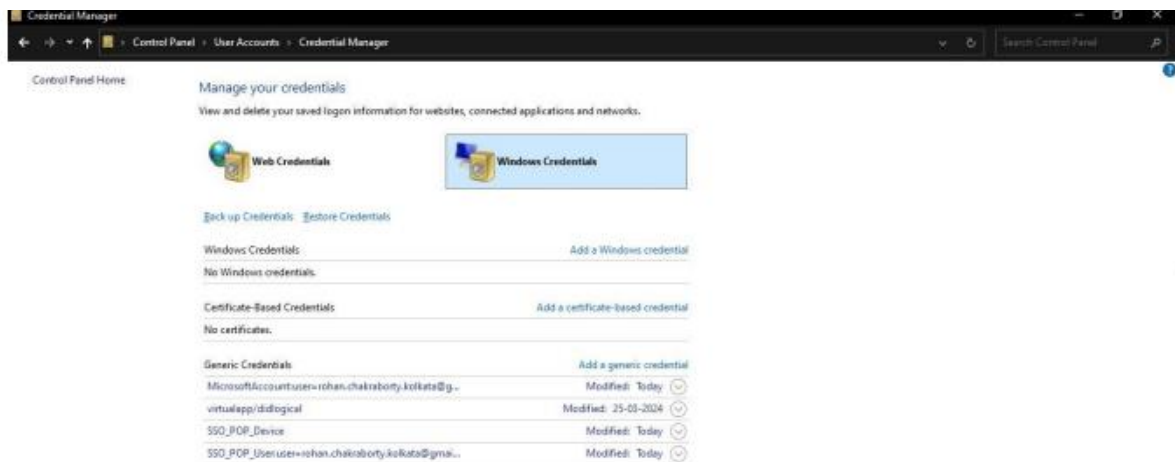 Credential Manager
Control Panel > User Accounts > Credential Manager
Search Control Panel
Control Panel Home
Manage your credentials
View and delete your saved logon information for websites, connected applications and networks.
Web Credentials
Windows Credentials
Back up Credentials Restore Credentials
Windows Credentials Add a Windows credential
No Windows credentials.
Certificate-Based Credentials Add a certificate-based credential
No certificates.
Generic Credentials Add a generic credential
MicrosoftAccount:user=rohan.chakraborty.kolkata@g... Modified: Today
virtualapp/didlogical Modified: 25-03-2024
SSO_POP_Device Modified: Today
SSO_POP_User:user=rohan.chakraborty.kolkata@gmai... Modified: Today